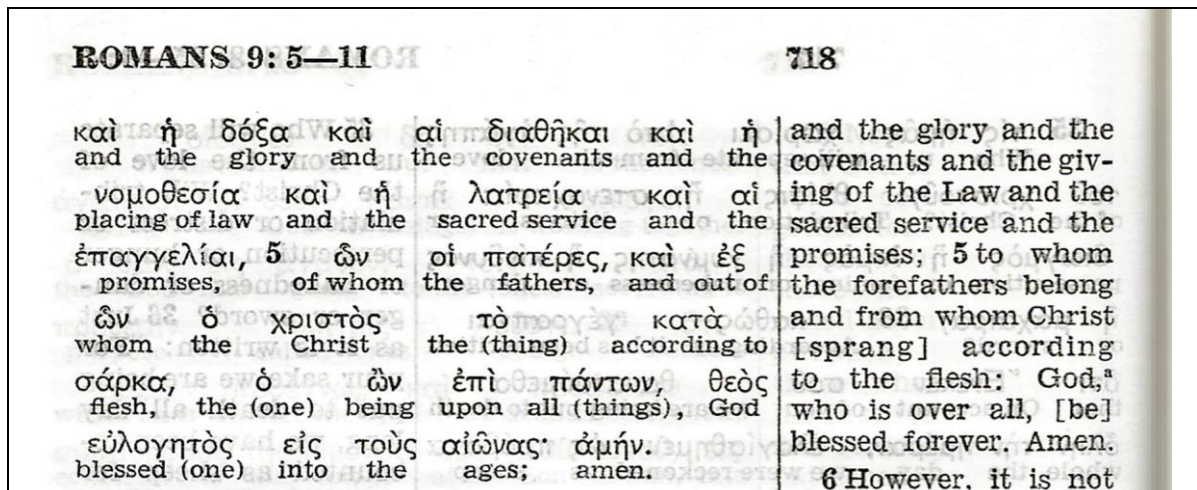 ROMANS 9:5—11 718
καὶ ἡ δόξα καὶ αἱ διαθῆκαι καὶ ἡ
and the glory and the covenants and the
νομοθεσία καὶ ἡ λατρεία καὶ αἱ
placing of law and the sacred service and the
ἐπαγγελίαι, 5 ὧν οἱ πατέρες, καὶ ἐξ
promises, of whom the fathers, and out of
ὧν ὁ χριστὸς τὸ κατὰ
whom the Christ the (thing) according to
σάρκα, ὁ ὢν ἐπὶ πάντων, θεὸς
flesh, the (one) being upon all (things), God
εὐλογητὸς εἰς τοὺς αἰῶνας· ἀμήν.
blessed (one) into the ages; amen.
and the glory and the
covenants and the giv-
ing of the Law and the
sacred service and the
promises; 5 to whom
the forefathers belong
and from whom Christ
[sprang] according
to the flesh: God,ᵃ
who is over all, [be]
blessed forever, Amen.
6 However, it is not